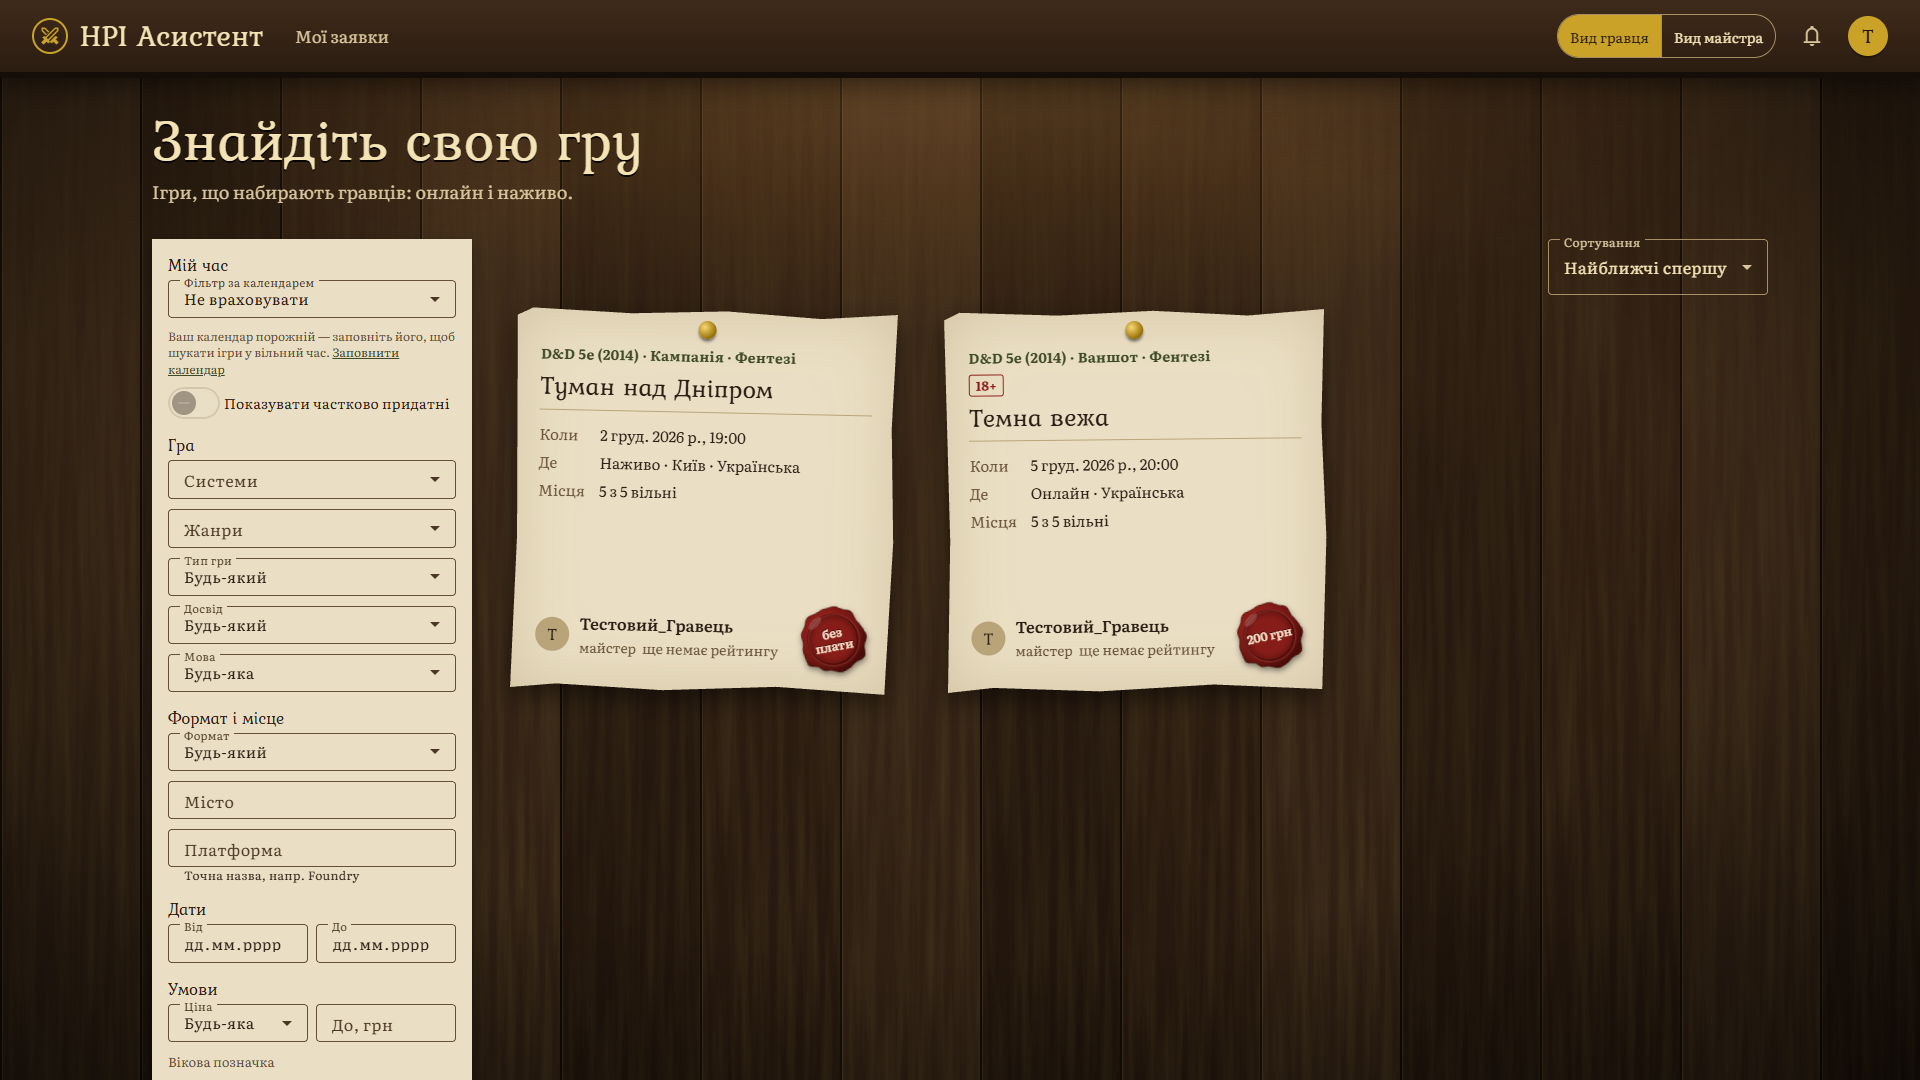 НРІ Асистент
Мої заявки
Вид гравця
Вид майстра
Т
Знайдіть свою гру
Ігри, що набирають гравців: онлайн і наживо.
Мій час
Фільтр за календарем
Не враховувати
Ваш календар порожній — заповніть його, щоб
шукати ігри у вільний час. Заповнити
календар
Показувати частково придатні
Гра
Системи
Жанри
Тип гри
Будь-який
Досвід
Будь-який
Мова
Будь-яка
Формат і місце
Формат
Будь-який
Місто
Платформа
Точна назва, напр. Foundry
Дати
Від
дд.мм.рррр
До
дд.мм.рррр
Умови
Ціна
Будь-яка
До, грн
Вікова позначка
Сортування
Найближчі спершу
D&D 5e (2014) · Кампанія · Фентезі
Туман над Дніпром
Коли 2 груд. 2026 р., 19:00
Де Наживо · Київ · Українська
Місця 5 з 5 вільні
Т
Тестовий_Гравець
майстер ще немає рейтингу
без
плати
D&D 5e (2014) · Ваншот · Фентезі
18+
Темна вежа
Коли 5 груд. 2026 р., 20:00
Де Онлайн · Українська
Місця 5 з 5 вільні
Т
Тестовий_Гравець
майстер ще немає рейтингу
200 грн